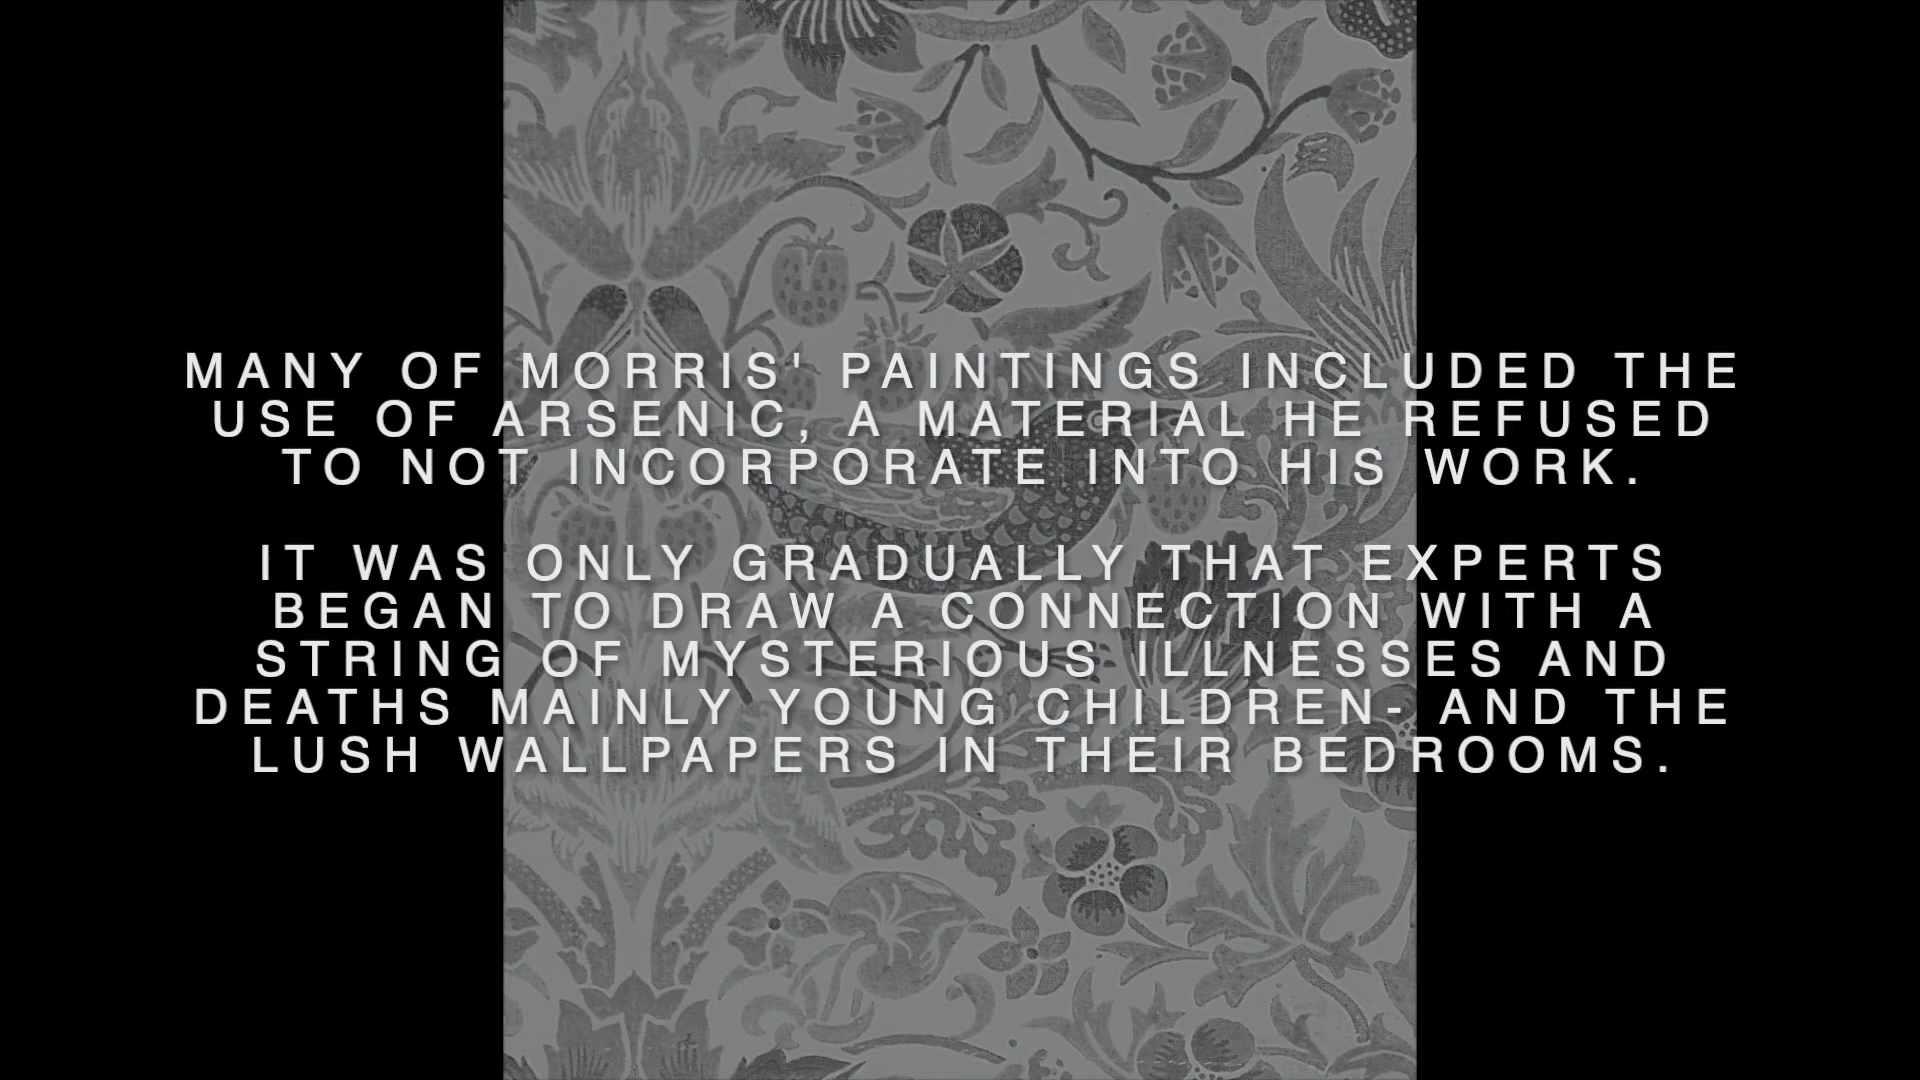 MANY OF MORRIS' PAINTINGS INCLUDED THE
USE OF ARSENIC, A MATERIAL HE REFUSED
TO NOT INCORPORATE INTO HIS WORK.
IT WAS ONLY GRADUALLY THAT EXPERTS
BEGAN TO DRAW A CONNECTION WITH A
STRING OF MYSTERIOUS ILLNESSES AND
DEATHS MAINLY YOUNG CHILDREN- AND THE
LUSH WALLPAPERS IN THEIR BEDROOMS.